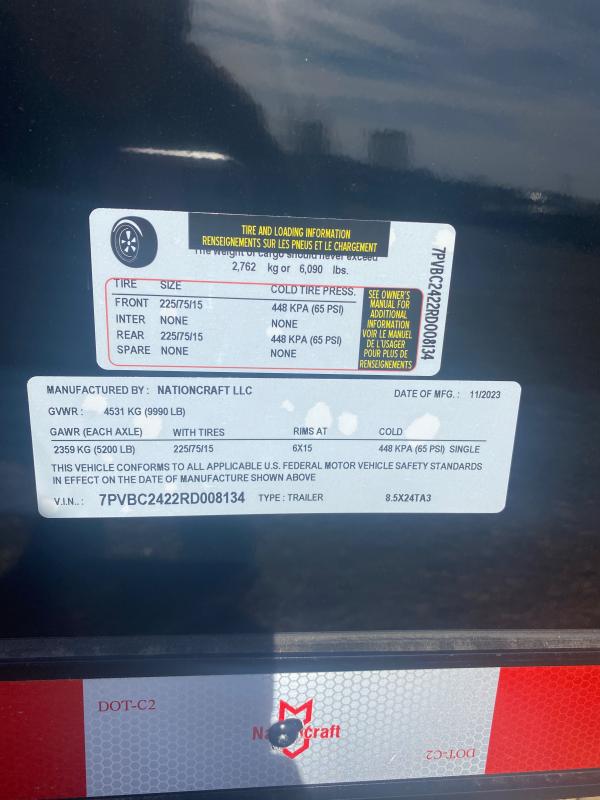 TIRE AND LOADING INFORMATION
RENSEIGNEMENTS SUR LES PNEUS ET LE CHARGEMENT
The weight of cargo should never exceed
2,762 kg or 6,090 lbs.
TIRE SIZE COLD TIRE PRESS.
FRONT 225/75/15 448 KPA (65 PSI)
INTER NONE NONE
REAR 225/75/15 448 KPA (65 PSI)
SPARE NONE NONE
SEE OWNER'S
MANUAL FOR
ADDITIONAL
INFORMATION
VOIR LE MANUEL
DE L'USAGER
POUR PLUS DE
RENSEIGNEMENTS
7PVBC2422RD008134
MANUFACTURED BY : NATIONCRAFT LLC DATE OF MFG. : 11/2023
GVWR : 4531 KG (9990 LB)
GAWR (EACH AXLE) WITH TIRES RIMS AT COLD
2359 KG (5200 LB) 225/75/15 6X15 448 KPA (65 PSI) SINGLE
THIS VEHICLE CONFORMS TO ALL APPLICABLE U.S. FEDERAL MOTOR VEHICLE SAFETY STANDARDS
IN EFFECT ON THE DATE OF MANUFACTURE SHOWN ABOVE
V.I.N.. : 7PVBC2422RD008134 TYPE : TRAILER 8.5X24TA3
DOT-C2
Nationcraft
DOT-C2